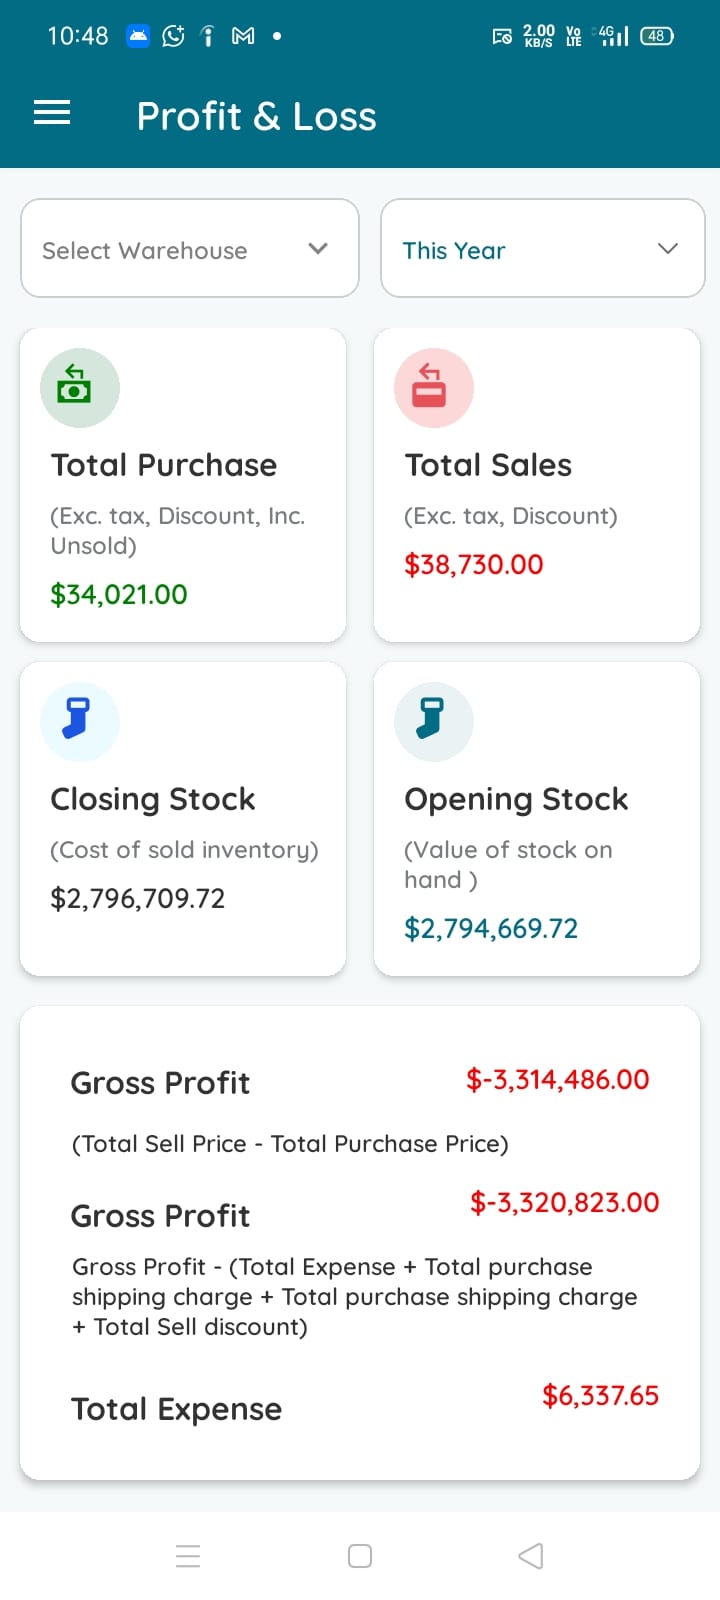 10:48
2.00 KB/S Vo LTE 4G 48
Profit & Loss
Select Warehouse
This Year
Total Purchase
(Exc. tax, Discount, Inc.
Unsold)
$34,021.00
Total Sales
(Exc. tax, Discount)
$38,730.00
Closing Stock
(Cost of sold inventory)
$2,796,709.72
Opening Stock
(Value of stock on
hand )
$2,794,669.72
Gross Profit
$-3,314,486.00
(Total Sell Price - Total Purchase Price)
Gross Profit
$-3,320,823.00
Gross Profit - (Total Expense + Total purchase
shipping charge + Total purchase shipping charge
+ Total Sell discount)
Total Expense
$6,337.65